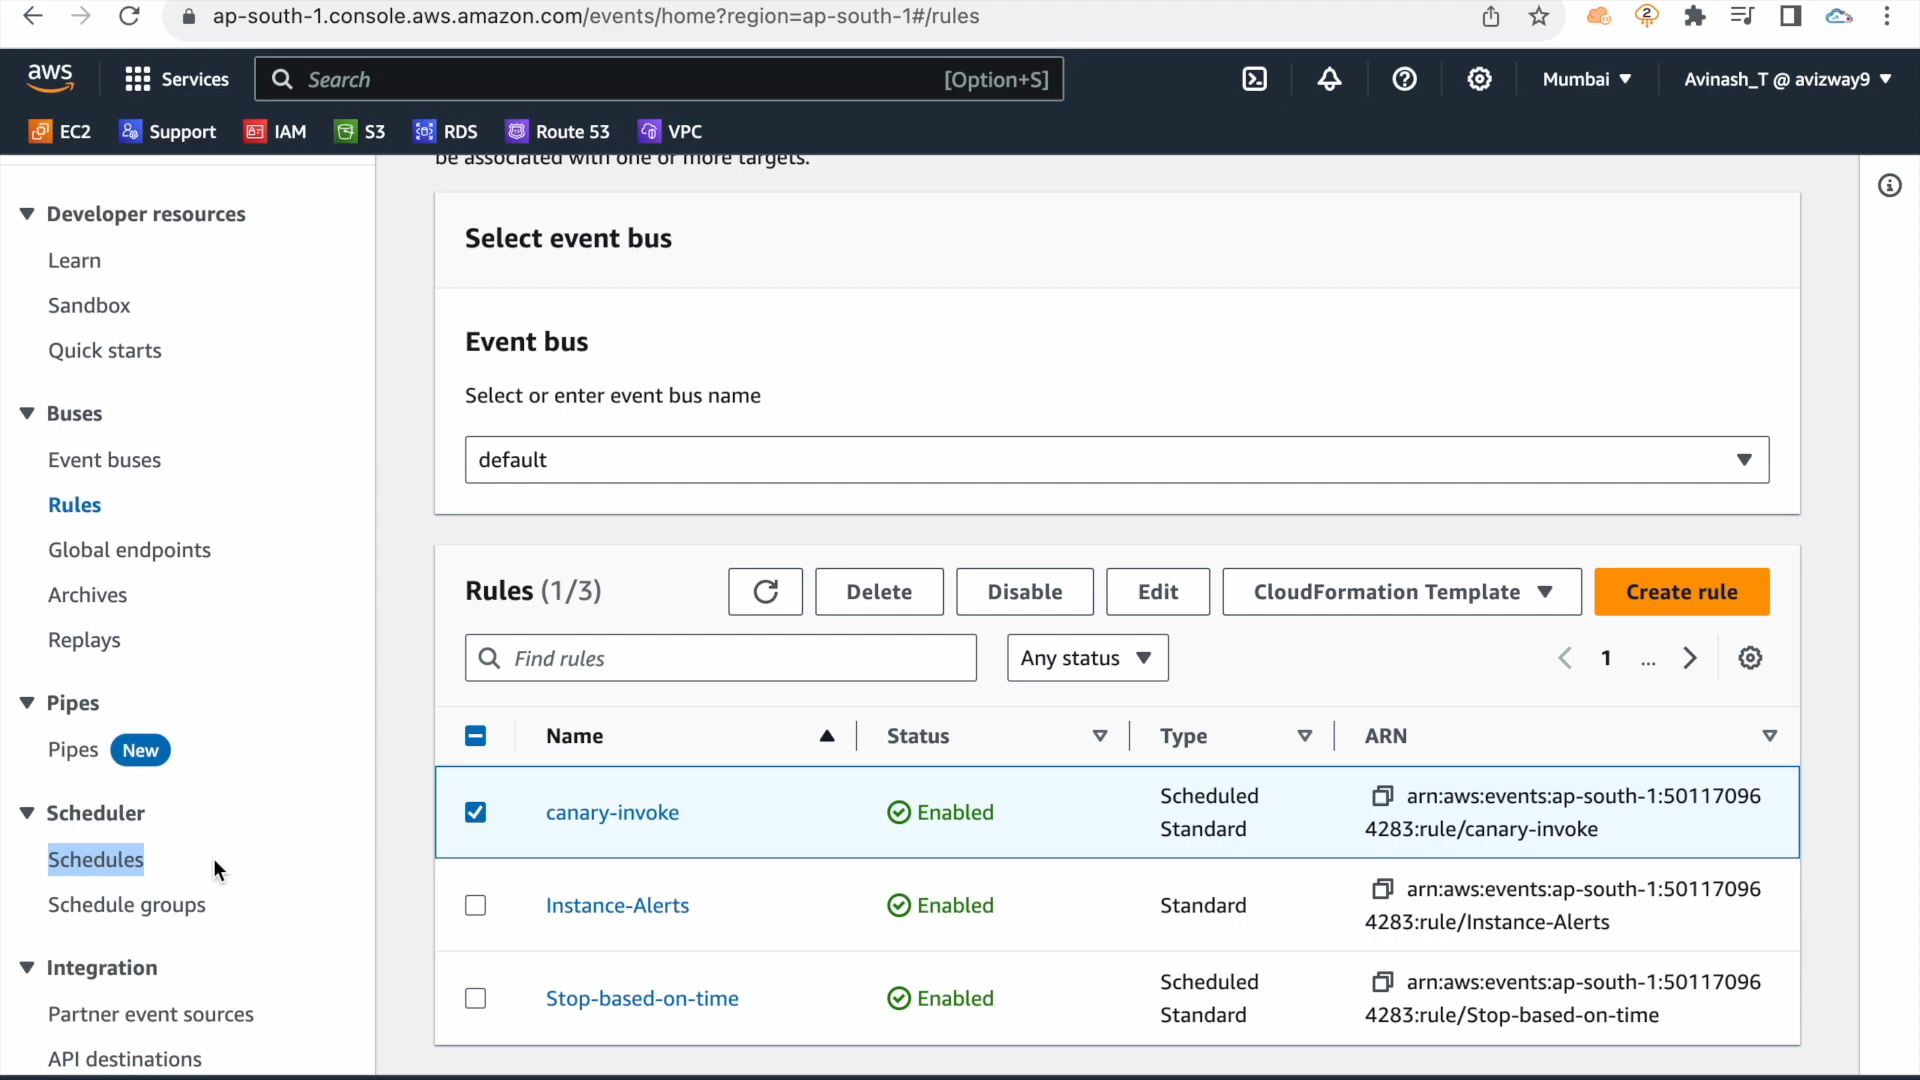 ap-south-1.console.aws.amazon.com/events/home?region=ap-south-1#/rules
2
aws
Services
Search
[Option+S]
Mumbai
Avinash_T @ avizway9
EC2
Support
IAM
S3
RDS
Route 53
VPC
be associated with one or more targets.
Developer resources
Learn
Sandbox
Quick starts
Buses
Event buses
Rules
Global endpoints
Archives
Replays
Pipes
Pipes New
Scheduler
Schedules
Schedule groups
Integration
Partner event sources
API destinations
Select event bus
Event bus
Select or enter event bus name
default
Rules (1/3)
Delete
Disable
Edit
CloudFormation Template
Create rule
Find rules
Any status
1 ...
Name Status Type ARN
canary-invoke
Enabled
Scheduled
Standard
arn:aws:events:ap-south-1:50117096
4283:rule/canary-invoke
Instance-Alerts
Enabled
Standard
arn:aws:events:ap-south-1:50117096
4283:rule/Instance-Alerts
Stop-based-on-time
Enabled
Scheduled
Standard
arn:aws:events:ap-south-1:50117096
4283:rule/Stop-based-on-time